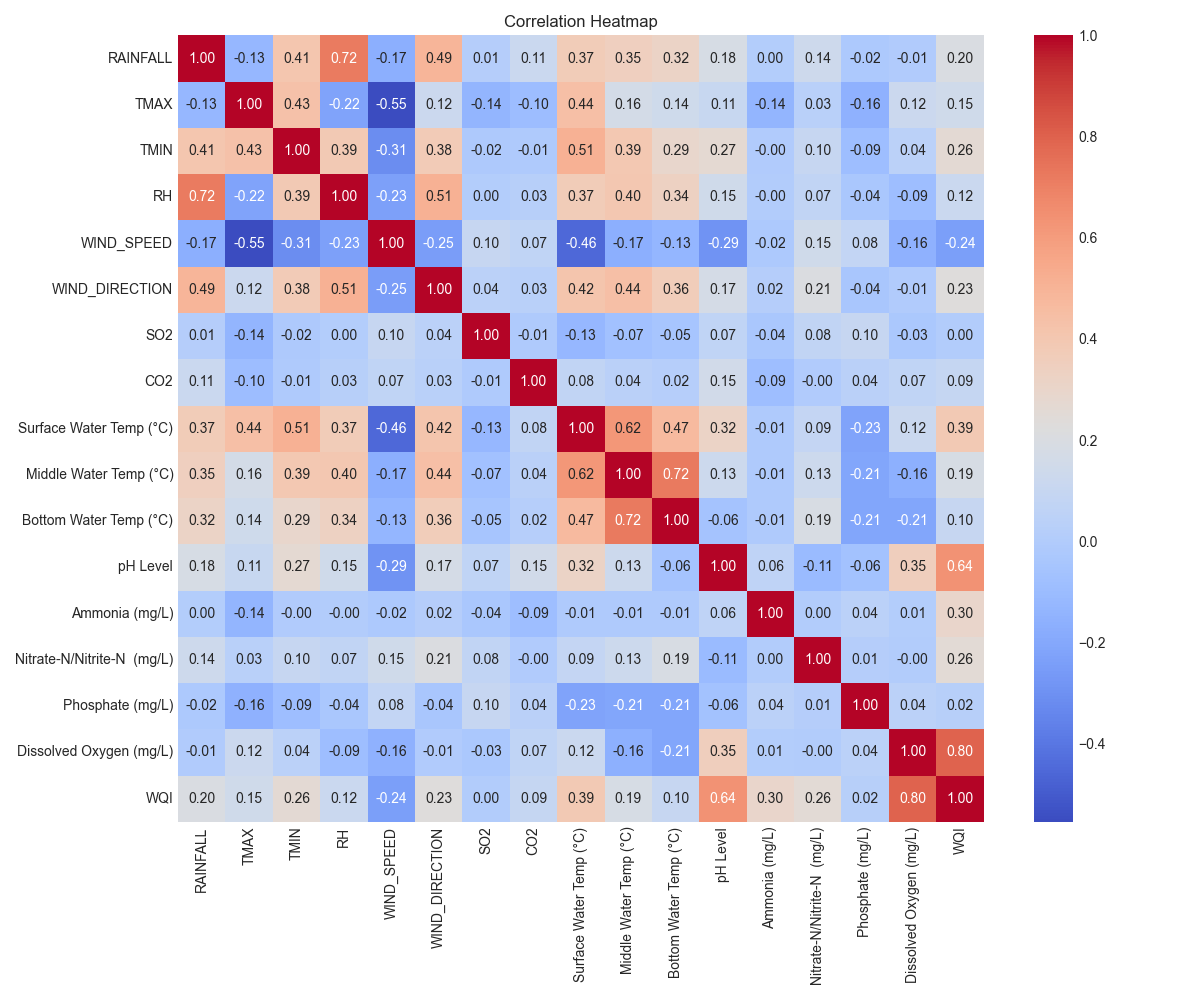 Correlation Heatmap
RAINFALL 1.00 -0.13 0.41 0.72 -0.17 0.49 0.01 0.11 0.37 0.35 0.32 0.18 0.00 0.14 -0.02 -0.01 0.20
TMAX -0.13 1.00 0.43 -0.22 -0.55 0.12 -0.14 -0.10 0.44 0.16 0.14 0.11 -0.14 0.03 -0.16 0.12 0.15
TMIN 0.41 0.43 1.00 0.39 -0.31 0.38 -0.02 -0.01 0.51 0.39 0.29 0.27 -0.00 0.10 -0.09 0.04 0.26
RH 0.72 -0.22 0.39 1.00 -0.23 0.51 0.00 0.03 0.37 0.40 0.34 0.15 -0.00 0.07 -0.04 -0.09 0.12
WIND_SPEED -0.17 -0.55 -0.31 -0.23 1.00 -0.25 0.10 0.07 -0.46 -0.17 -0.13 -0.29 -0.02 0.15 0.08 -0.16 -0.24
WIND_DIRECTION 0.49 0.12 0.38 0.51 -0.25 1.00 0.04 0.03 0.42 0.44 0.36 0.17 0.02 0.21 -0.04 -0.01 0.23
SO2 0.01 -0.14 -0.02 0.00 0.10 0.04 1.00 -0.01 -0.13 -0.07 -0.05 0.07 -0.04 0.08 0.10 -0.03 0.00
CO2 0.11 -0.10 -0.01 0.03 0.07 0.03 -0.01 1.00 0.08 0.04 0.02 0.15 -0.09 -0.00 0.04 0.07 0.09
Surface Water Temp (°C) 0.37 0.44 0.51 0.37 -0.46 0.42 -0.13 0.08 1.00 0.62 0.47 0.32 -0.01 0.09 -0.23 0.12 0.39
Middle Water Temp (°C) 0.35 0.16 0.39 0.40 -0.17 0.44 -0.07 0.04 0.62 1.00 0.72 0.13 -0.01 0.13 -0.21 -0.16 0.19
Bottom Water Temp (°C) 0.32 0.14 0.29 0.34 -0.13 0.36 -0.05 0.02 0.47 0.72 1.00 -0.06 -0.01 0.19 -0.21 -0.21 0.10
pH Level 0.18 0.11 0.27 0.15 -0.29 0.17 0.07 0.15 0.32 0.13 -0.06 1.00 0.06 -0.11 -0.06 0.35 0.64
Ammonia (mg/L) 0.00 -0.14 -0.00 -0.00 -0.02 0.02 -0.04 -0.09 -0.01 -0.01 -0.01 0.06 1.00 0.00 0.04 0.01 0.30
Nitrate-N/Nitrite-N  (mg/L) 0.14 0.03 0.10 0.07 0.15 0.21 0.08 -0.00 0.09 0.13 0.19 -0.11 0.00 1.00 0.01 -0.00 0.26
Phosphate (mg/L) -0.02 -0.16 -0.09 -0.04 0.08 -0.04 0.10 0.04 -0.23 -0.21 -0.21 -0.06 0.04 0.01 1.00 0.04 0.02
Dissolved Oxygen (mg/L) -0.01 0.12 0.04 -0.09 -0.16 -0.01 -0.03 0.07 0.12 -0.16 -0.21 0.35 0.01 -0.00 0.04 1.00 0.80
WQI 0.20 0.15 0.26 0.12 -0.24 0.23 0.00 0.09 0.39 0.19 0.10 0.64 0.30 0.26 0.02 0.80 1.00
RAINFALL
TMAX
TMIN
RH
WIND_SPEED
WIND_DIRECTION
SO2
CO2
Surface Water Temp (°C)
Middle Water Temp (°C)
Bottom Water Temp (°C)
pH Level
Ammonia (mg/L)
Nitrate-N/Nitrite-N  (mg/L)
Phosphate (mg/L)
Dissolved Oxygen (mg/L)
WQI
1.0
0.8
0.6
0.4
0.2
0.0
−0.2
−0.4